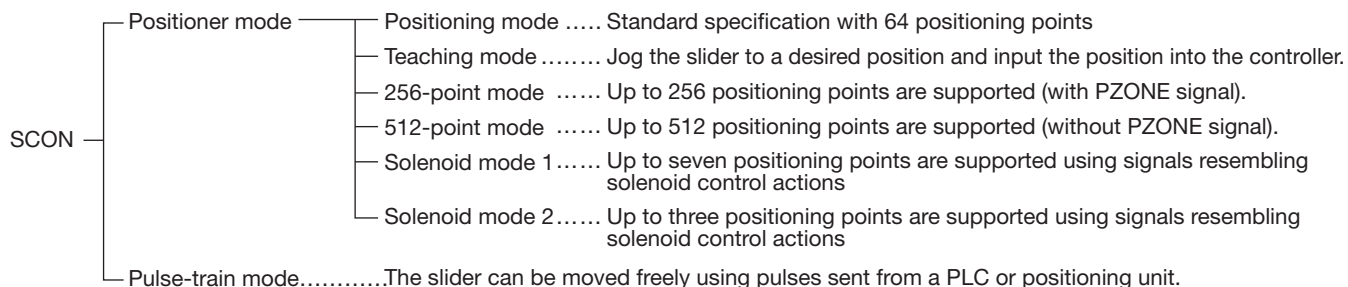 Positioner mode
Positioning mode ..... Standard specification with 64 positioning points
Teaching mode ........ Jog the slider to a desired position and input the position into the controller.
256-point mode ...... Up to 256 positioning points are supported (with PZONE signal).
512-point mode ...... Up to 512 positioning points are supported (without PZONE signal).
SCON
Solenoid mode 1...... Up to seven positioning points are supported using signals resembling
solenoid control actions
Solenoid mode 2...... Up to three positioning points are supported using signals resembling
solenoid control actions
Pulse-train mode............The slider can be moved freely using pulses sent from a PLC or positioning unit.